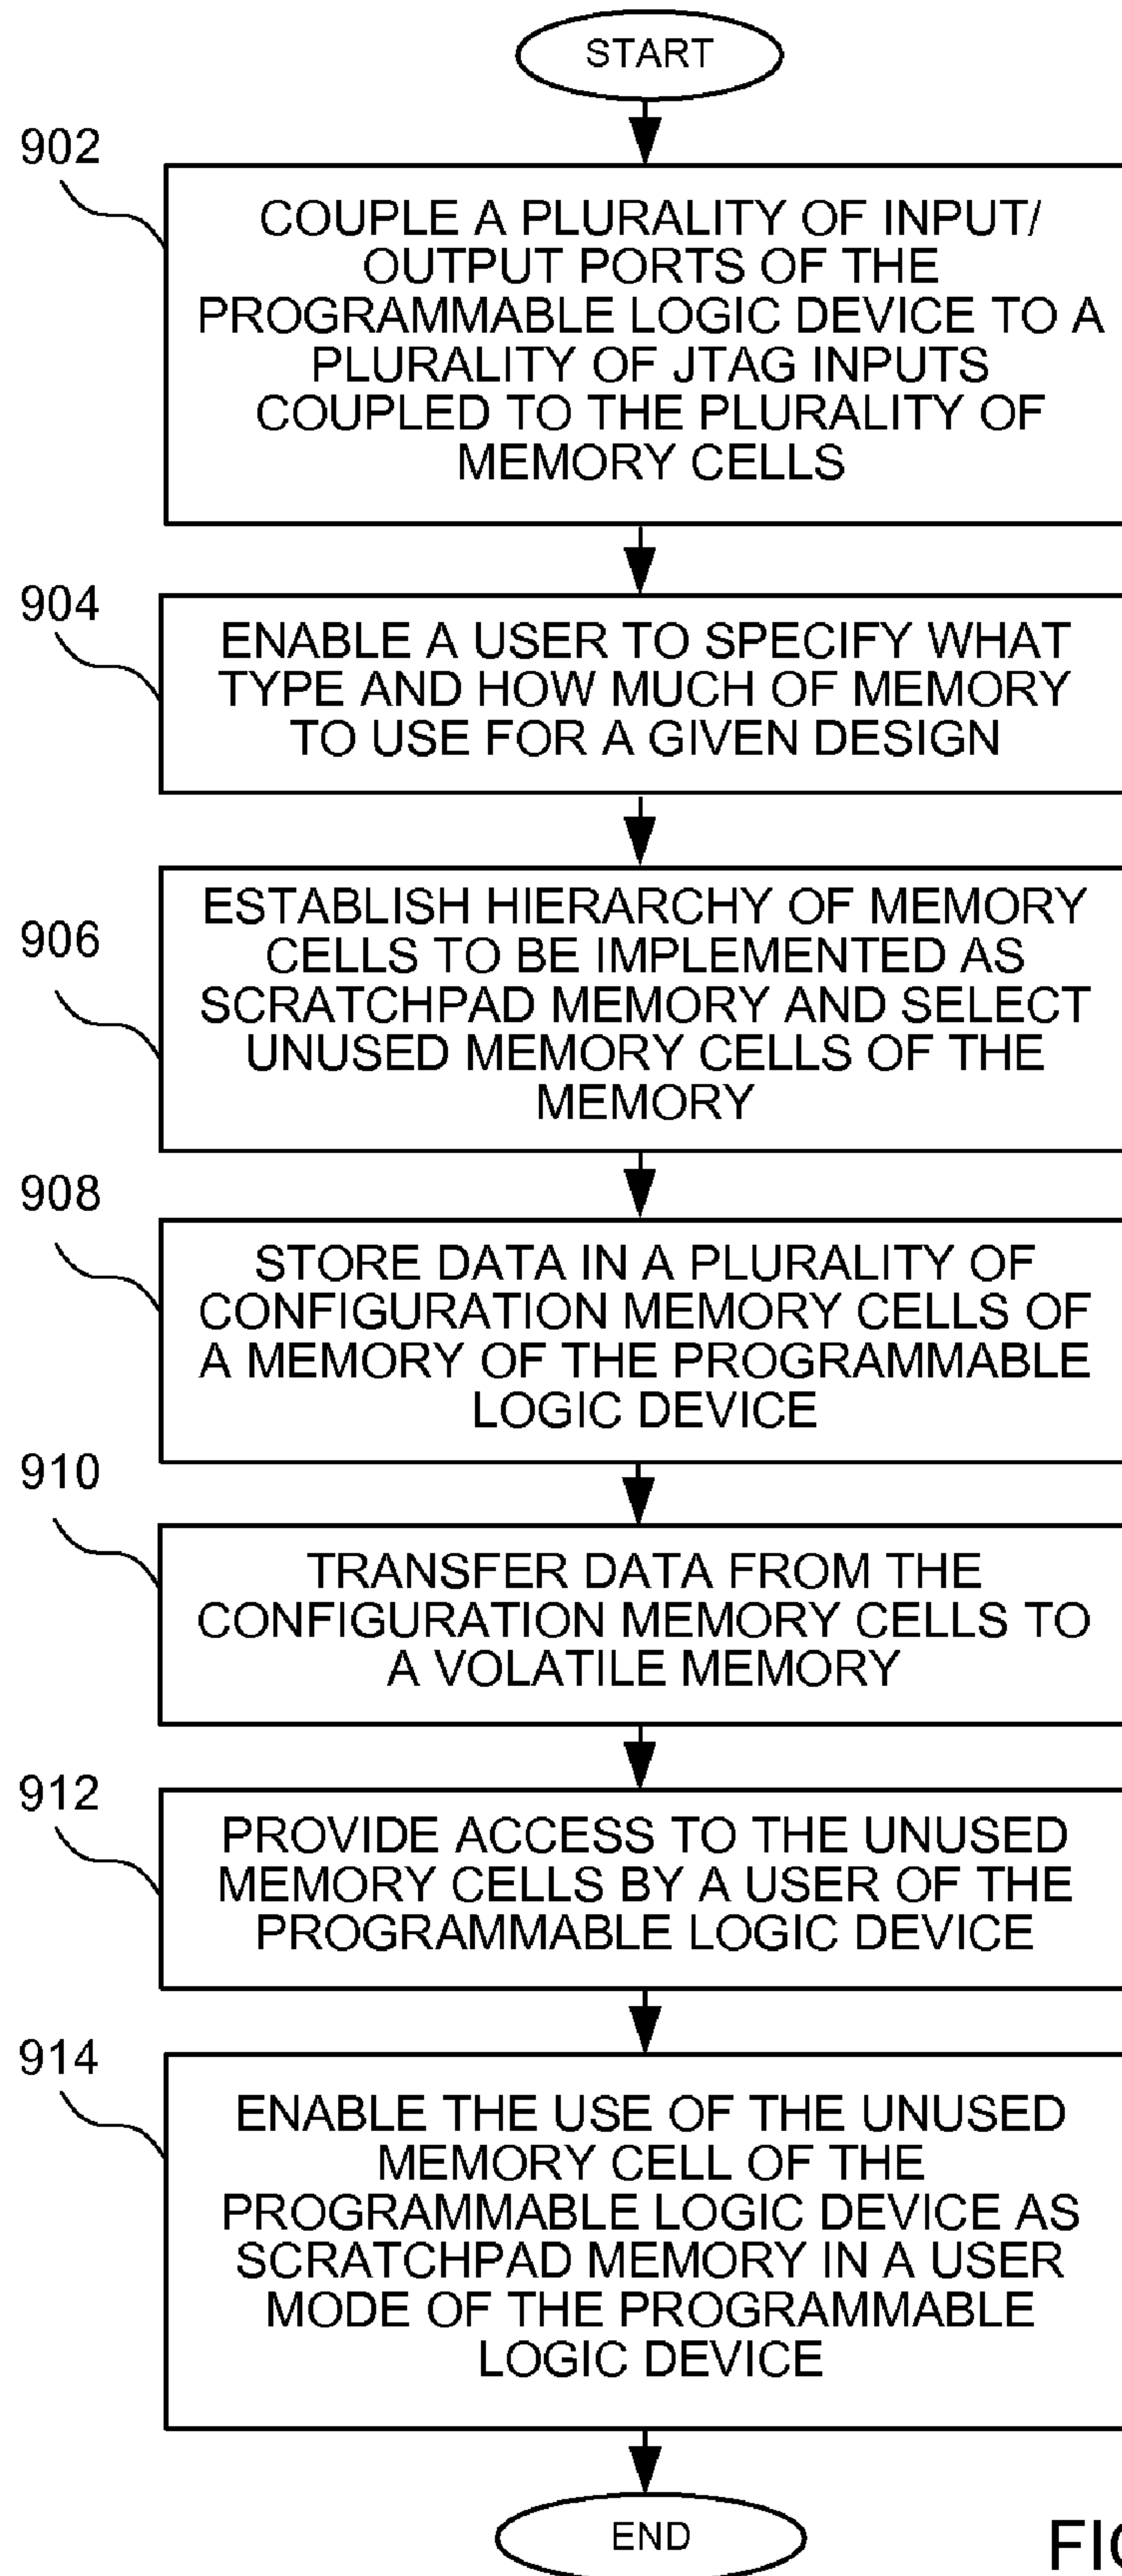 START
902
COUPLE A PLURALITY OF INPUT/
OUTPUT PORTS OF THE
PROGRAMMABLE LOGIC DEVICE TO A
PLURALITY OF JTAG INPUTS
COUPLED TO THE PLURALITY OF
MEMORY CELLS
904
ENABLE A USER TO SPECIFY WHAT
TYPE AND HOW MUCH OF MEMORY
TO USE FOR A GIVEN DESIGN
906
ESTABLISH HIERARCHY OF MEMORY
CELLS TO BE IMPLEMENTED AS
SCRATCHPAD MEMORY AND SELECT
UNUSED MEMORY CELLS OF THE
MEMORY
908
STORE DATA IN A PLURALITY OF
CONFIGURATION MEMORY CELLS OF
A MEMORY OF THE PROGRAMMABLE
LOGIC DEVICE
910
TRANSFER DATA FROM THE
CONFIGURATION MEMORY CELLS TO
A VOLATILE MEMORY
912
PROVIDE ACCESS TO THE UNUSED
MEMORY CELLS BY A USER OF THE
PROGRAMMABLE LOGIC DEVICE
914
ENABLE THE USE OF THE UNUSED
MEMORY CELL OF THE
PROGRAMMABLE LOGIC DEVICE AS
SCRATCHPAD MEMORY IN A USER
MODE OF THE PROGRAMMABLE
LOGIC DEVICE
END